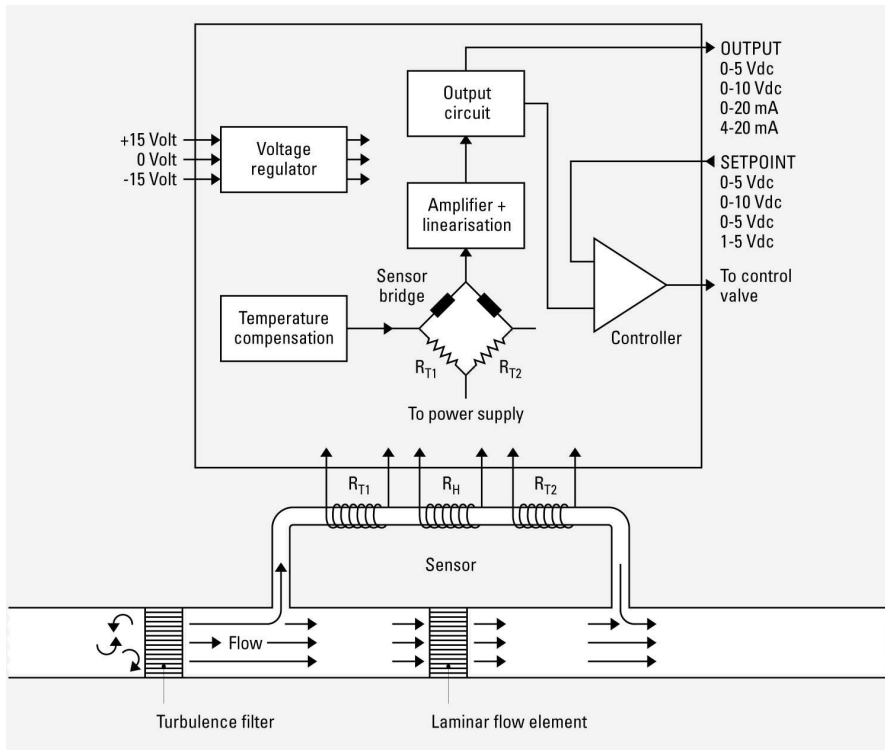 OUTPUT
0-5 Vdc
0-10 Vdc
0-20 mA
4-20 mA
Output
circuit
+15 Volt
0 Volt
-15 Volt
Voltage
regulator
SETPOINT
0-5 Vdc
0-10 Vdc
0-5 Vdc
1-5 Vdc
Amplifier +
linearisation
Sensor
bridge
To control
valve
Temperature
compensation
Controller
RT1
RT2
To power supply
RT1
RH
RT2
Sensor
Flow
Turbulence filter
Laminar flow element